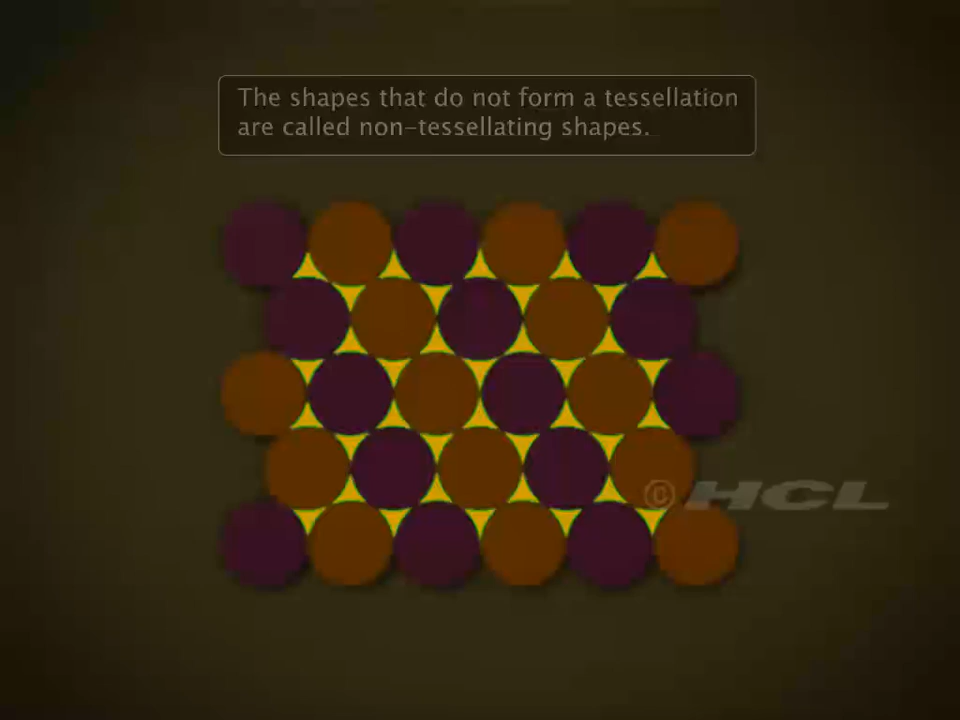 The shapes that do not form a tessellation
are called non-tessellating shapes.
©HCL